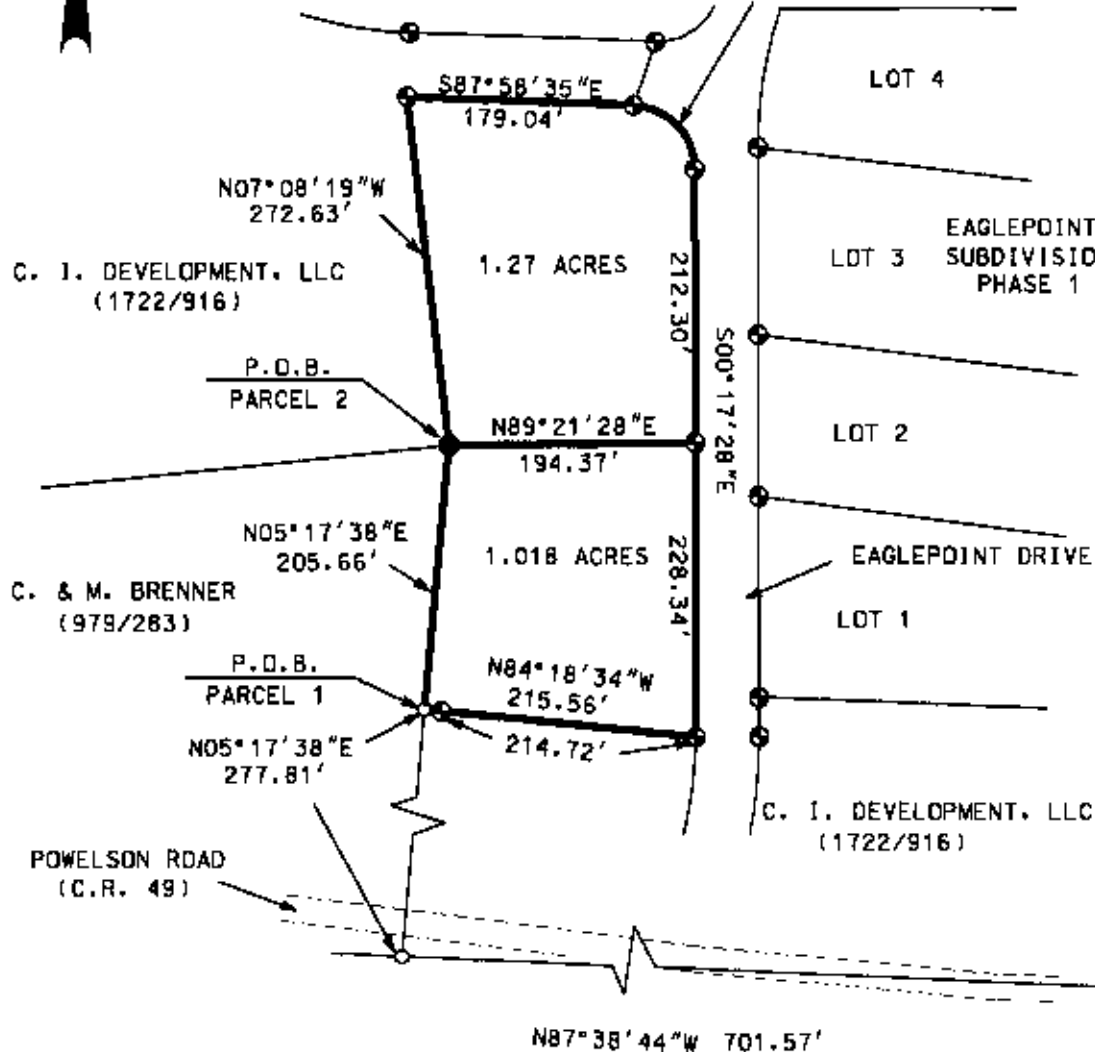 LOT 4
S87°58'35"E
179.04'
N07°08'19"W
272.63'
C. I. DEVELOPMENT, LLC
(1722/916)
1.27 ACRES
212.30'
S00°17'28"E
LOT 3
EAGLEPOINT
SUBDIVISIO
PHASE 1
P.O.B.
PARCEL 2
N89°21'28"E
194.37'
LOT 2
N05°17'38"E
205.66'
1.018 ACRES
228.34'
EAGLEPOINT DRIVE
C. & M. BRENNER
(979/283)
LOT 1
P.O.B.
PARCEL 1
N84°18'34"W
215.56'
214.72'
N05°17'38"E
277.81'
C. I. DEVELOPMENT, LLC
(1722/916)
POWELSON ROAD
(C.R. 49)
N87°38'44"W 701.57'